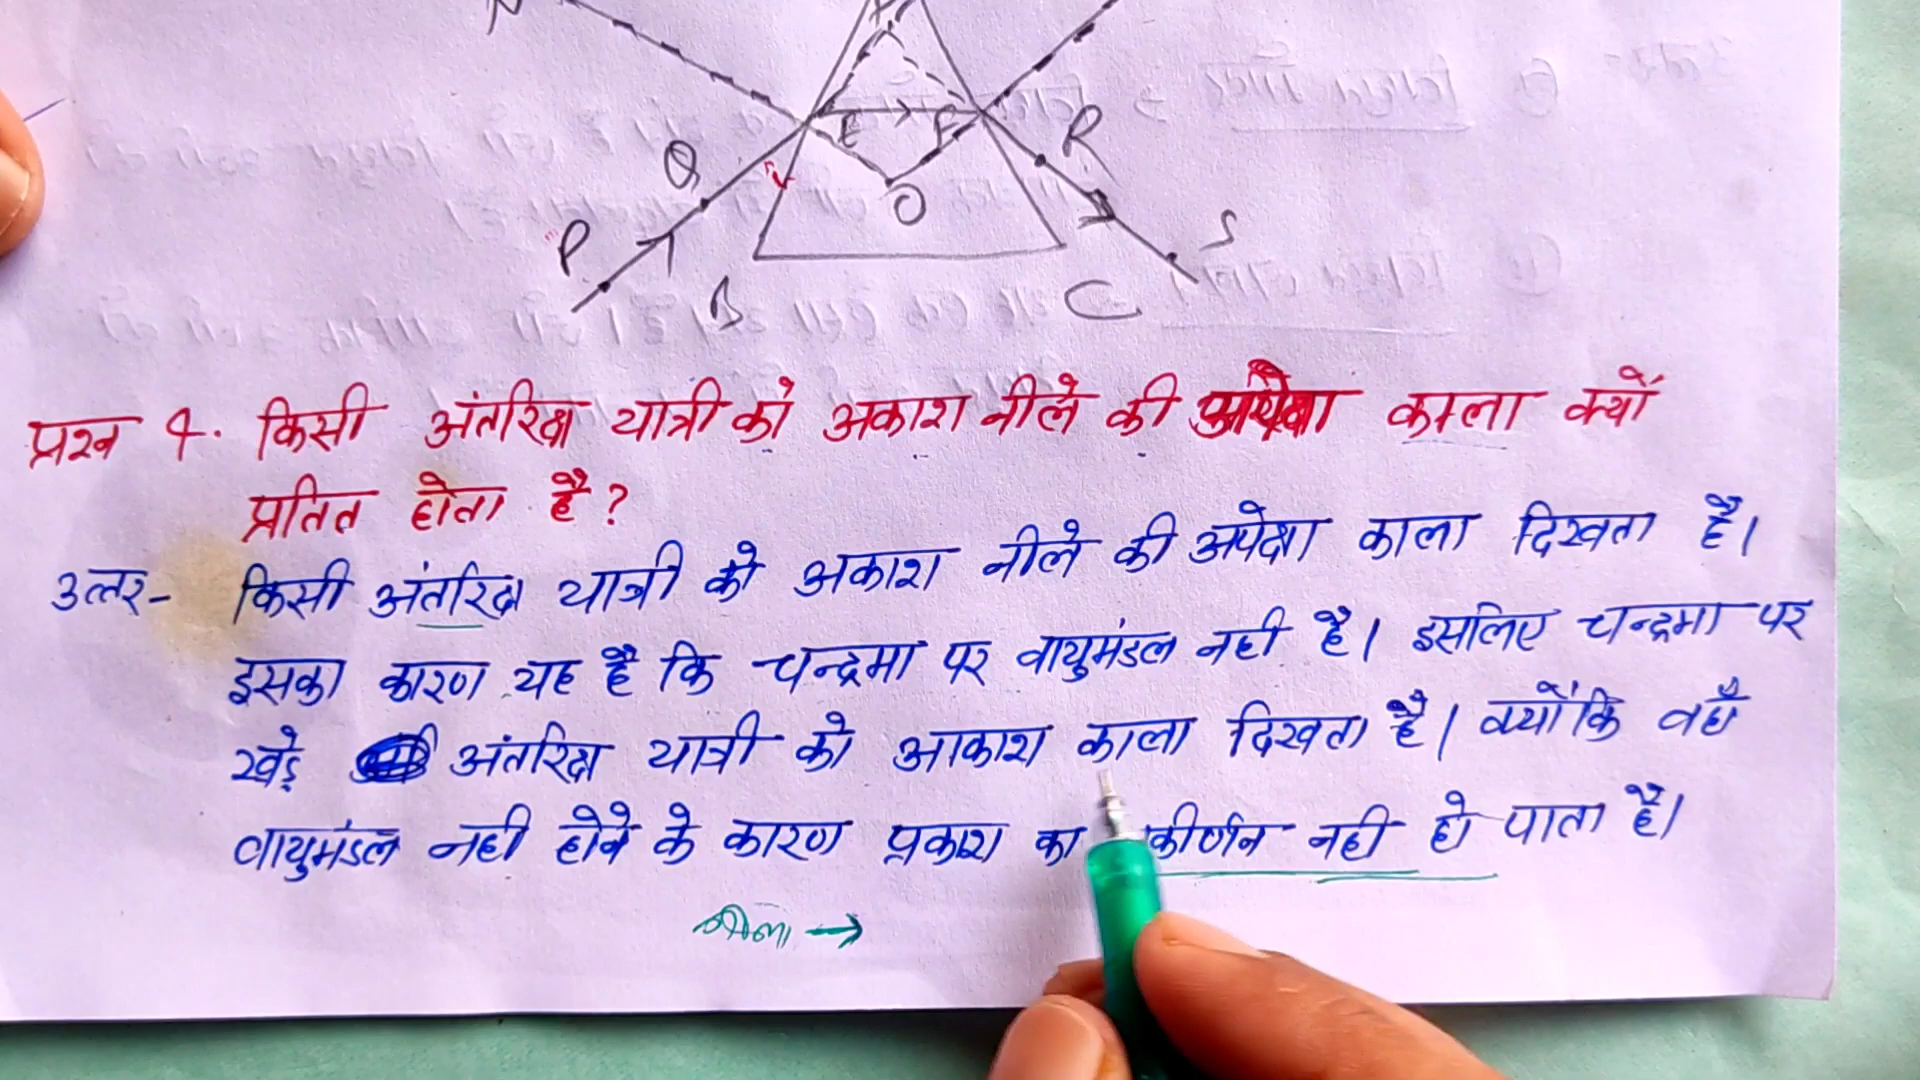 N
E F
Q R
O
P S
B C
प्रश्न 4. किसी अंतरिक्ष यात्री को अकाश नीले की अपेक्षा काला क्यों
प्रतित होता है?
उत्तर- किसी अंतरिक्ष यात्री को अकाश नीले की अपेक्षा काला दिखता है।
इसका कारण यह है कि चन्द्रमा पर वायुमंडल नही है। इसलिए चन्द्रमा पर
खड़े अंतरिक्ष यात्री को आकाश काला दिखता है। क्योंकि वहाँ
वायुमंडल नही होने के कारण प्रकाश का कीर्णन नही हो पाता है।